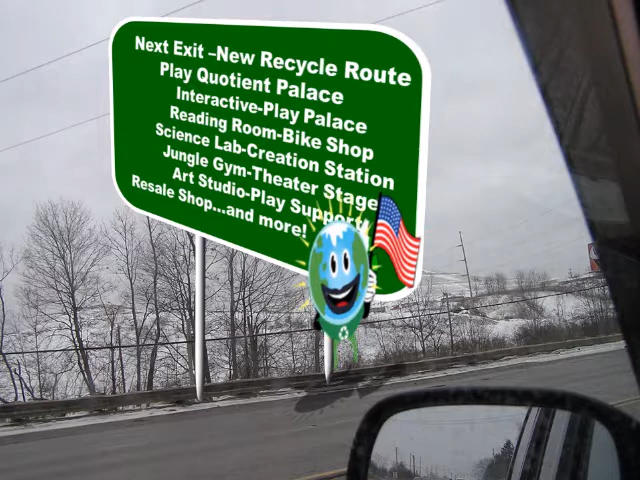 Next Exit –New Recycle Route
Play Quotient Palace
Interactive-Play Palace
Reading Room-Bike Shop
Science Lab-Creation Station
Jungle Gym-Theater Stage
Art Studio-Play Support
Resale Shop...and more!